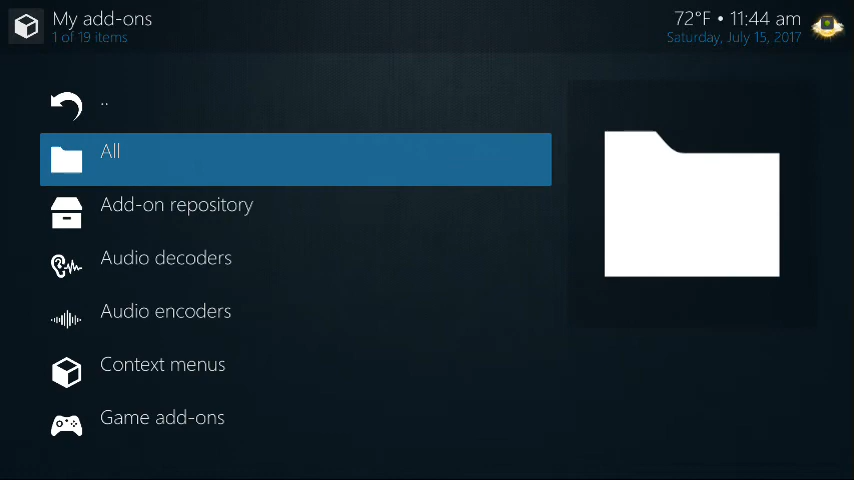 My add-ons
1 of 19 items
72°F • 11:44 am
Saturday, July 15, 2017
..
All
Add-on repository
Audio decoders
Audio encoders
Context menus
Game add-ons